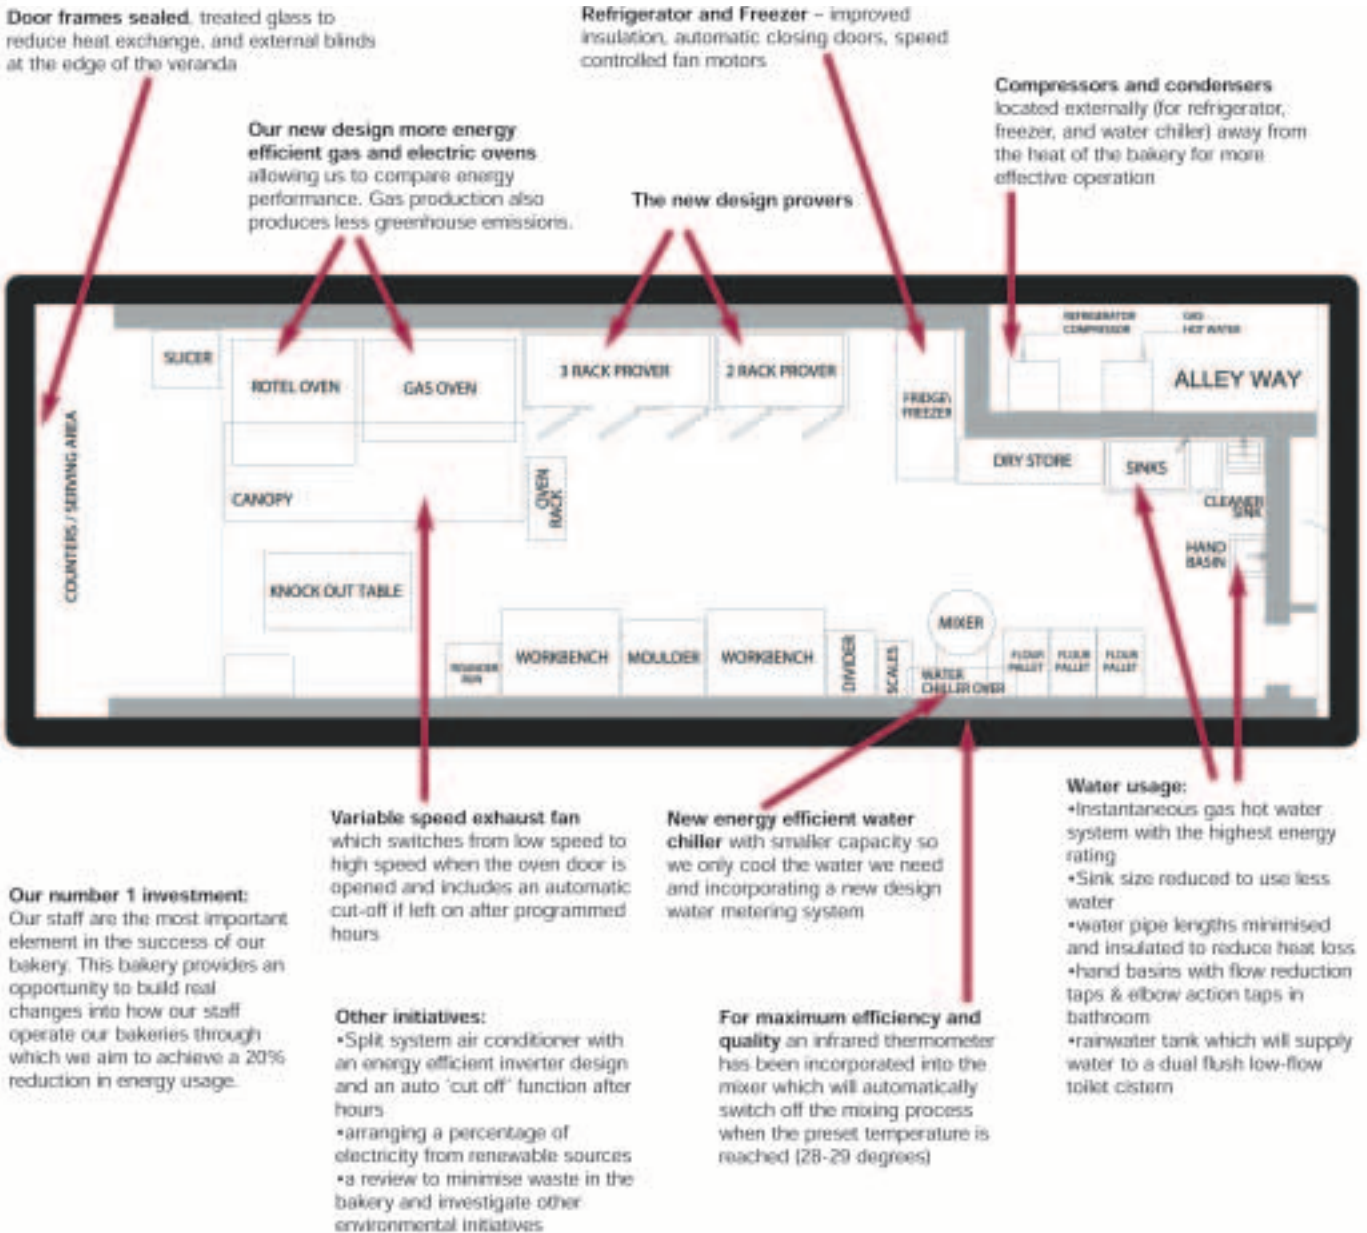 Door frames sealed, treated glass to
reduce heat exchange, and external blinds
at the edge of the veranda
Refrigerator and Freezer – improved
insulation, automatic closing doors, speed
controlled fan motors
Compressors and condensers
located externally (for refrigerator,
freezer, and water chiller) away from
the heat of the bakery for more
effective operation
Our new design more energy
efficient gas and electric ovens
allowing us to compare energy
performance. Gas production also
produces less greenhouse emissions.
The new design provers
REFRIGERATOR
COMPRESSOR
GAS
HOT WATER
ALLEY WAY
SLICER
ROTEL OVEN
GAS OVEN
3 RACK PROVER
2 RACK PROVER
FRIDGE\
FREEZER
DRY STORE
SINKS
CLEANER
SINK
HAND
BASIN
COUNTERS / SERVING AREA
CANOPY
OVEN
RACK
KNOCK OUT TABLE
WORKBENCH
MOULDER
WORKBENCH
DIVIDER
SCALES
MIXER
WATER
CHILLER OVER
FLOUR
PALLET
FLOUR
PALLET
FLOUR
PALLET
Our number 1 investment:
Our staff are the most important
element in the success of our
bakery. This bakery provides an
opportunity to build real
changes into how our staff
operate our bakeries through
which we aim to achieve a 20%
reduction in energy usage.
Variable speed exhaust fan
which switches from low speed to
high speed when the oven door is
opened and includes an automatic
cut-off if left on after programmed
hours
Other initiatives:
•Split system air conditioner with
an energy efficient inverter design
and an auto 'cut off' function after
hours
•arranging a percentage of
electricity from renewable sources
•a review to minimise waste in the
bakery and investigate other
environmental initiatives
New energy efficient water
chiller with smaller capacity so
we only cool the water we need
and incorporating a new design
water metering system
For maximum efficiency and
quality an infrared thermometer
has been incorporated into the
mixer which will automatically
switch off the mixing process
when the preset temperature is
reached (28-29 degrees)
Water usage:
•Instantaneous gas hot water
system with the highest energy
rating
•Sink size reduced to use less
water
•water pipe lengths minimised
and insulated to reduce heat loss
•hand basins with flow reduction
taps & elbow action taps in
bathroom
•rainwater tank which will supply
water to a dual flush low-flow
toilet cistern